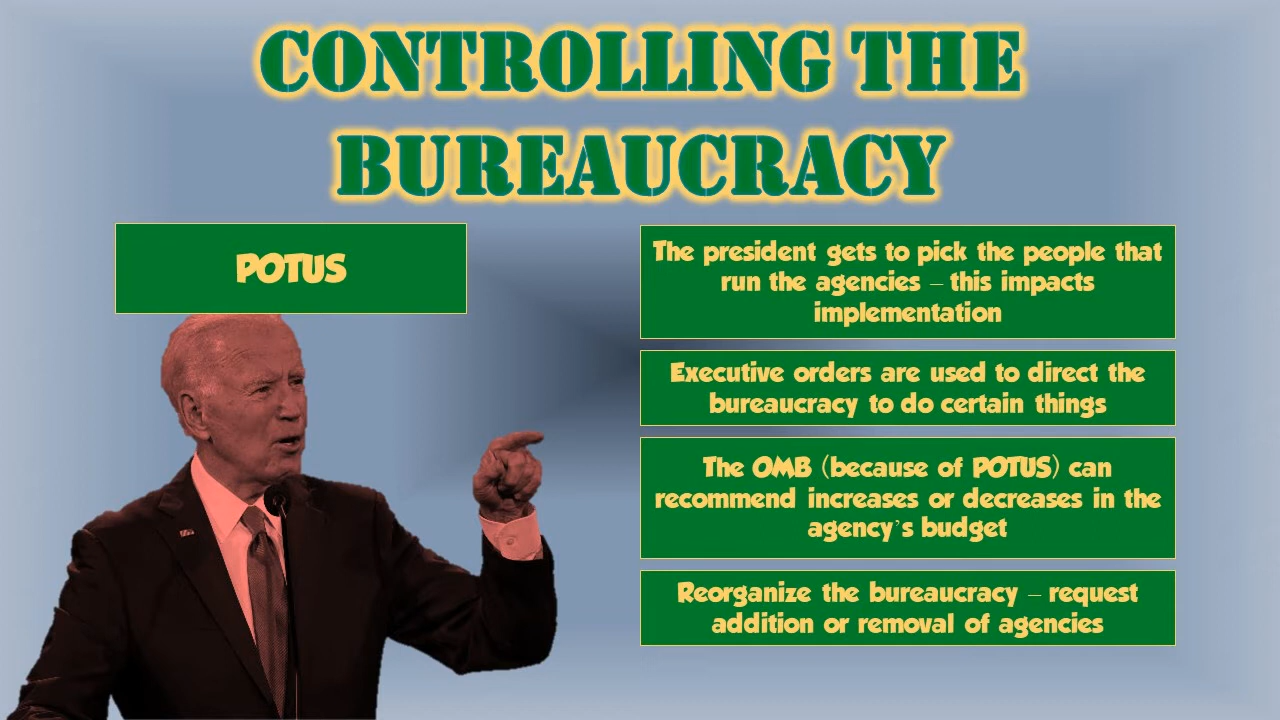 CONTROLLING THE
BUREAUCRACY
POTUS
The president gets to pick the people that
run the agencies – this impacts
implementation
Executive orders are used to direct the
bureaucracy to do certain things
The OMB (because of POTUS) can
recommend increases or decreases in the
agency's budget
Reorganize the bureaucracy – request
addition or removal of agencies